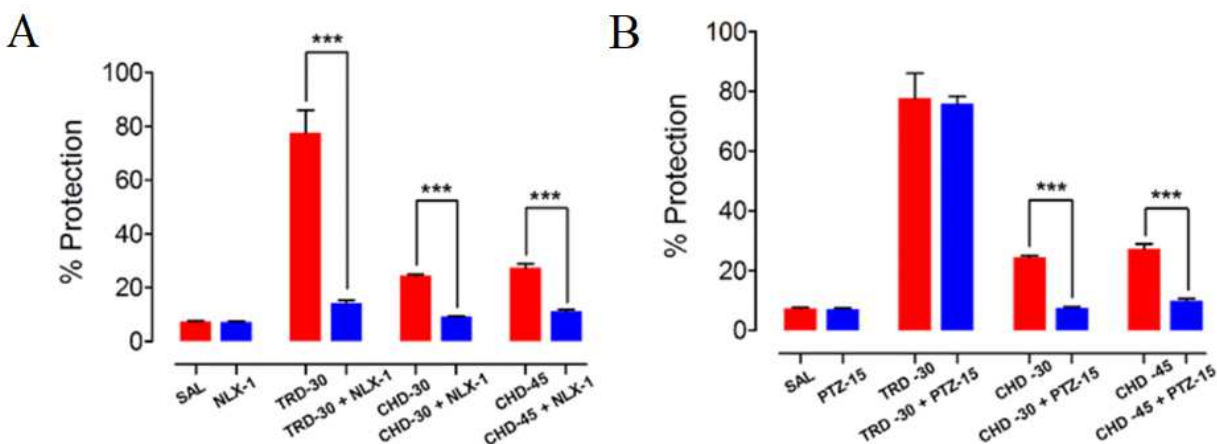 A
% Protection
100
80
60
40
20
0
***
***
***
SAL
NLX-1
TRD-30
TRD-30 + NLX-1
CHD-30
CHD-30 + NLX-1
CHD-45
CHD-45 + NLX-1
B
% Protection
100
80
60
40
20
0
***
***
SAL
PTZ-15
TRD -30
TRD -30 + PTZ-15
CHD -30
CHD -30 + PTZ-15
CHD -45
CHD -45 + PTZ-15